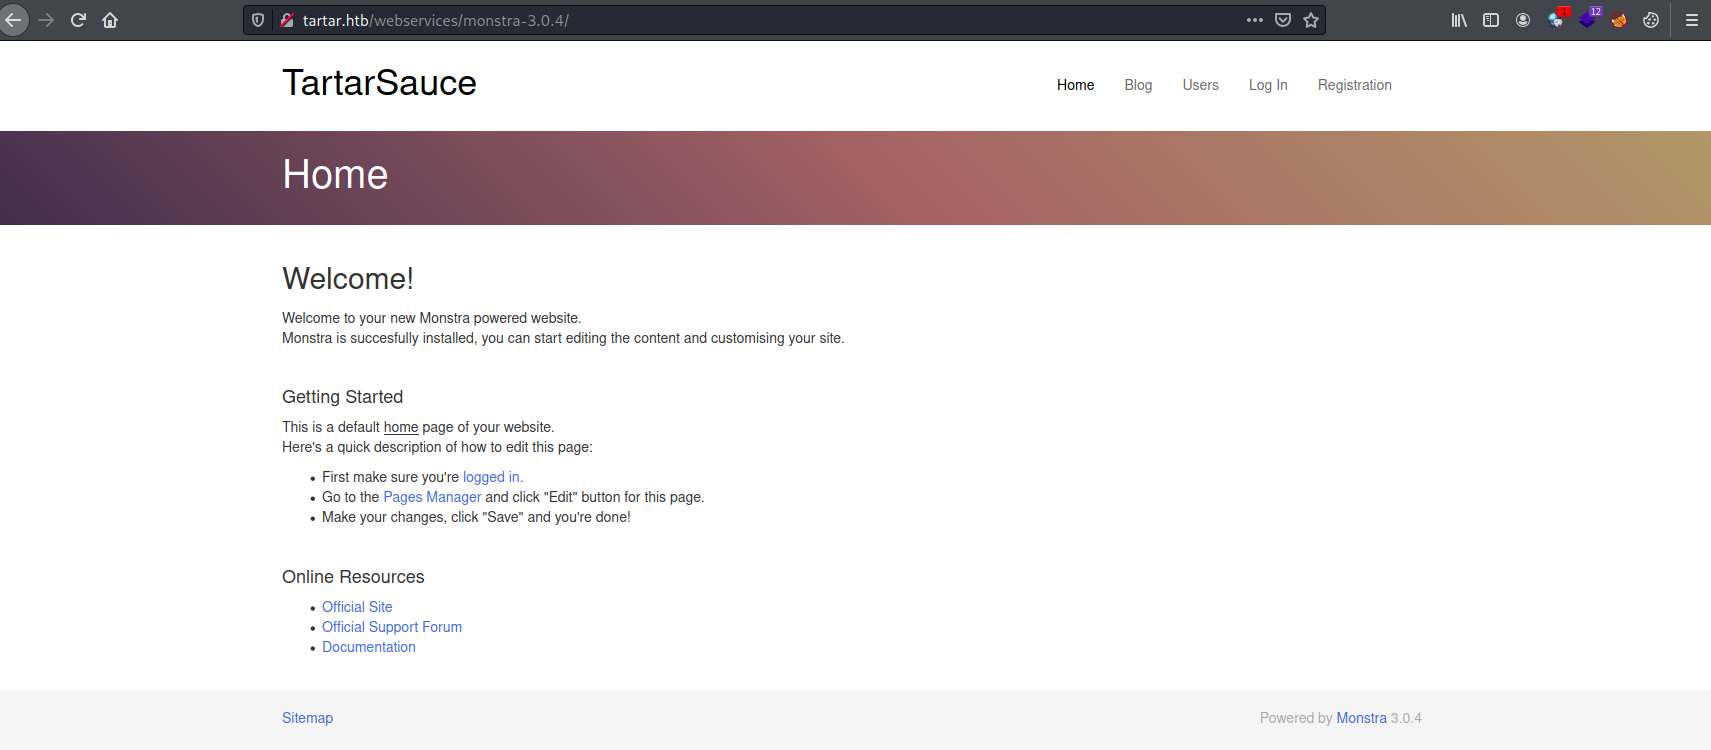 tartar.htb/webservices/monstra-3.0.4/
1
12
TartarSauce
Home Blog Users Log In Registration
Home
Welcome!
Welcome to your new Monstra powered website.
Monstra is succesfully installed, you can start editing the content and customising your site.
Getting Started
This is a default home page of your website.
Here's a quick description of how to edit this page:
First make sure you're logged in.
Go to the Pages Manager and click "Edit" button for this page.
Make your changes, click "Save" and you're done!
Online Resources
Official Site
Official Support Forum
Documentation
Sitemap
Powered by Monstra 3.0.4